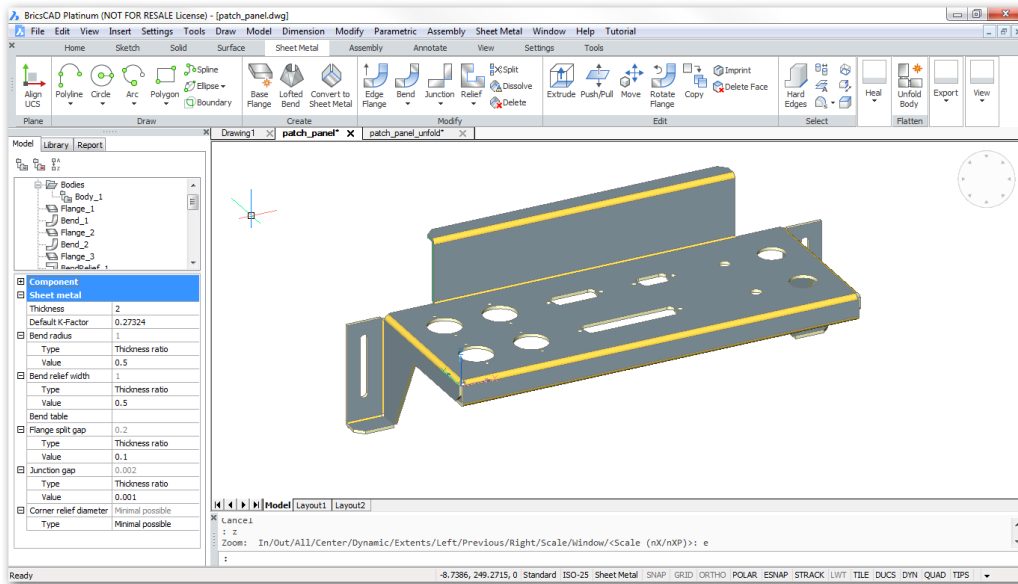 BricsCAD Platinum (NOT FOR RESALE License) - [patch_panel.dwg]
File Edit View Insert Settings Tools Draw Model Dimension Modify Parametric Assembly Sheet Metal Window Help Tutorial
Home Sketch Solid Surface Sheet Metal Assembly Annotate View Settings Tools
Align UCS Polyline Circle Arc Polygon Spline Ellipse Boundary Base Flange Lofted Bend Convert to Sheet Metal Edge Flange Bend Junction Relief Split Dissolve Delete Extrude Push/Pull Move Rotate Flange Copy Imprint Delete Face Hard Edges Heal Unfold Body Export View
Plane Draw Create Modify Edit Select Flatten
Drawing1 patch_panel* patch_panel_unfold*
Model Library Report
Bodies
Body_1
Flange_1
Bend_1
Flange_2
Bend_2
Flange_3
BendRelief_1
Component
Sheet metal
Thickness 2
Default K-Factor 0.27324
Bend radius 1
Type Thickness ratio
Value 0.5
Bend relief width 1
Type Thickness ratio
Value 0.5
Bend table
Flange split gap 0.2
Type Thickness ratio
Value 0.1
Junction gap 0.002
Type Thickness ratio
Value 0.001
Corner relief diameter Minimal possible
Type Minimal possible
Model Layout1 Layout2
Cancel
: z
Zoom: In/Out/All/Center/Dynamic/Extents/Left/Previous/Right/Scale/Window/<Scale (nX/nXP)>: e
:
Ready -8.7386, 249.2715, 0 Standard ISO-25 Sheet Metal SNAP GRID ORTHO POLAR ESNAP STRACK LWT TILE DUCS DYN QUAD TIPS